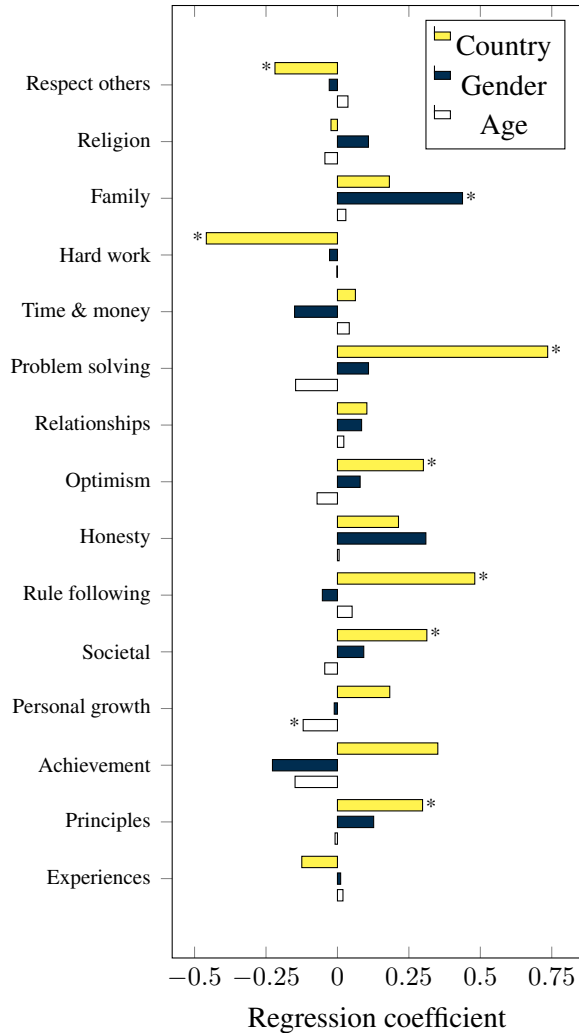 Country
Gender
Age
*
Respect others
Religion
Family
*
*
Hard work
Time & money
Problem solving
*
Relationships
Optimism
*
Honesty
Rule following
*
Societal
*
Personal growth
*
Achievement
Principles
*
Experiences
−0.5 −0.25 0 0.25 0.5 0.75
Regression coefficient